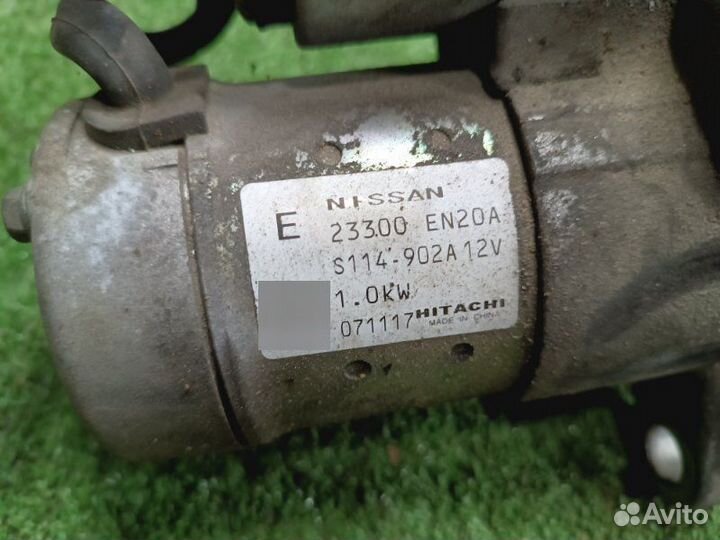 NISSAN
E 23300 EN20A
S114-902A 12V
1.0KW
071117 HITACHI
MADE IN CHINA
Avito